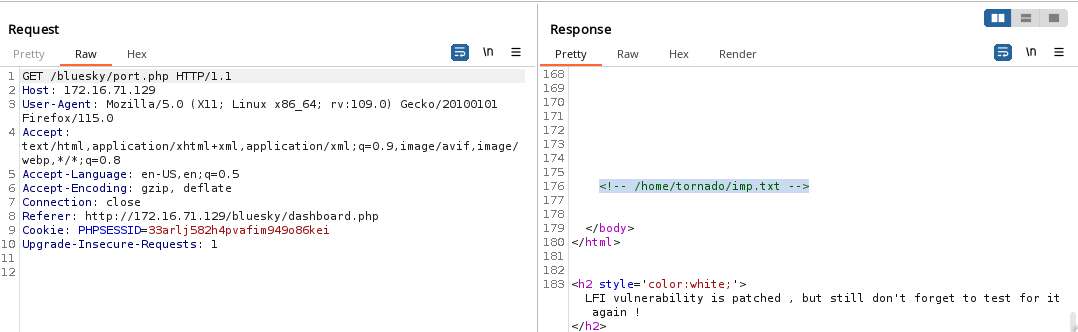 Request
Pretty Raw Hex
\n
1 GET /bluesky/port.php HTTP/1.1
2 Host: 172.16.71.129
3 User-Agent: Mozilla/5.0 (X11; Linux x86_64; rv:109.0) Gecko/20100101
Firefox/115.0
4 Accept:
text/html,application/xhtml+xml,application/xml;q=0.9,image/avif,image/
webp,*/*;q=0.8
5 Accept-Language: en-US,en;q=0.5
6 Accept-Encoding: gzip, deflate
7 Connection: close
8 Referer: http://172.16.71.129/bluesky/dashboard.php
9 Cookie: PHPSESSID=33arlj582h4pvafim949o86kei
10 Upgrade-Insecure-Requests: 1
11
12
Response
Pretty Raw Hex Render
\n
168
169
170
171
172
173
174
175
176 <!-- /home/tornado/imp.txt -->
177
178
179 </body>
180 </html>
181
182
183 <h2 style='color:white;'>
LFI vulnerability is patched , but still don't forget to test for it
again !
</h2>